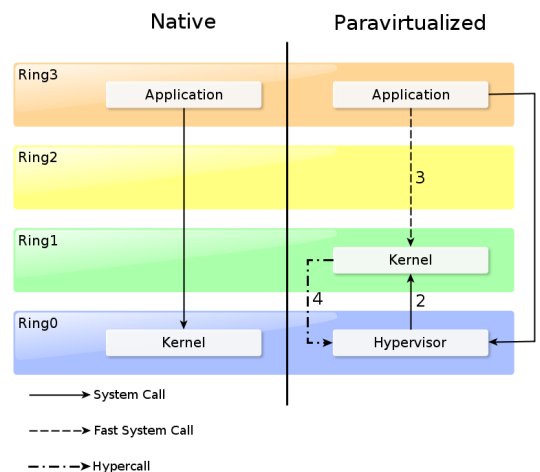 Native
Paravirtualized
Ring3
Application
Application
Ring2
3
Ring1
Kernel
4
2
Ring0
Kernel
Hypervisor
System Call
Fast System Call
Hypercall